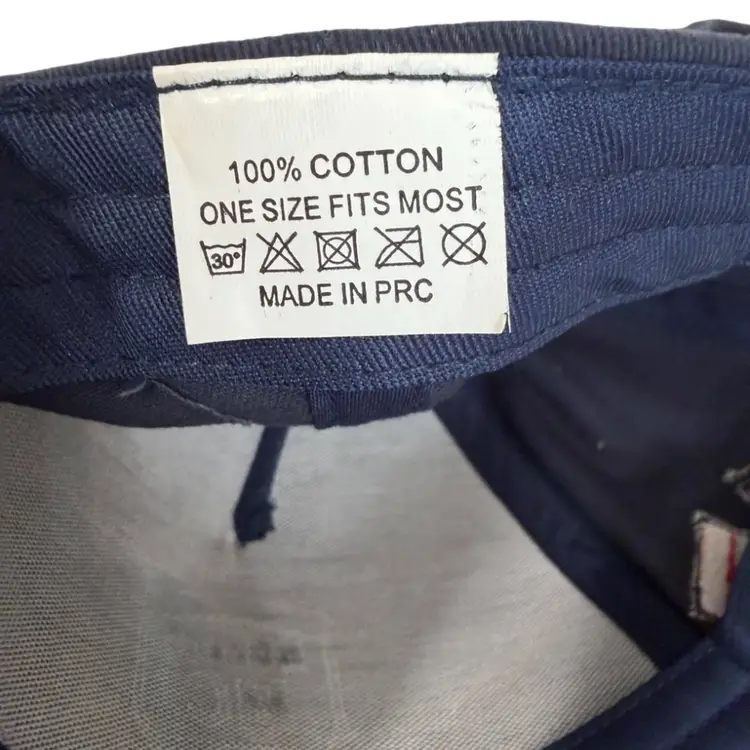 100% COTTON
ONE SIZE FITS MOST
30°
MADE IN PRC